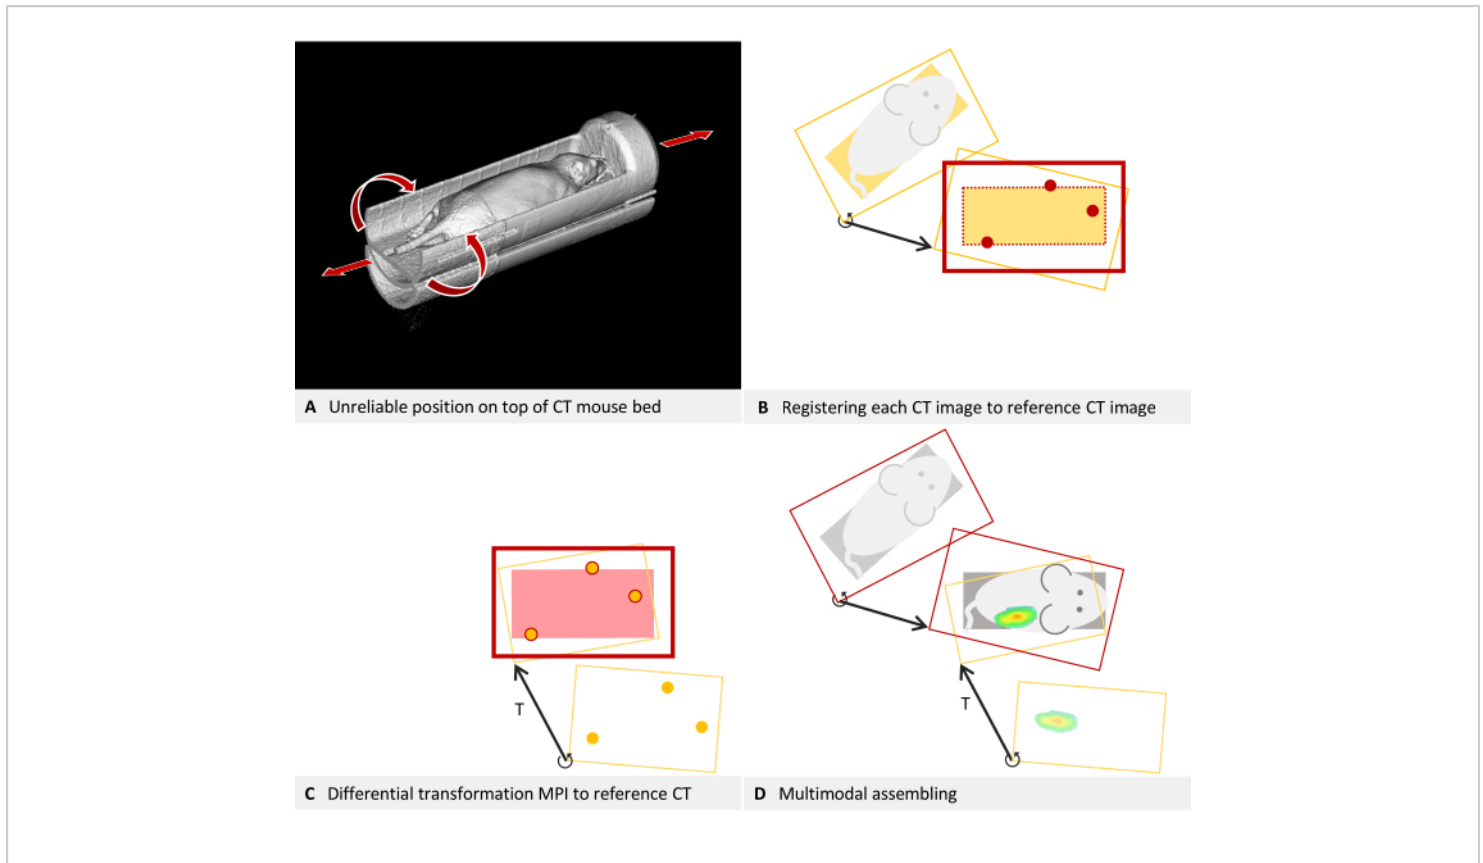 A Unreliable position on top of CT mouse bed
B Registering each CT image to reference CT image
T
C Differential transformation MPI to reference CT
T
D Multimodal assembling